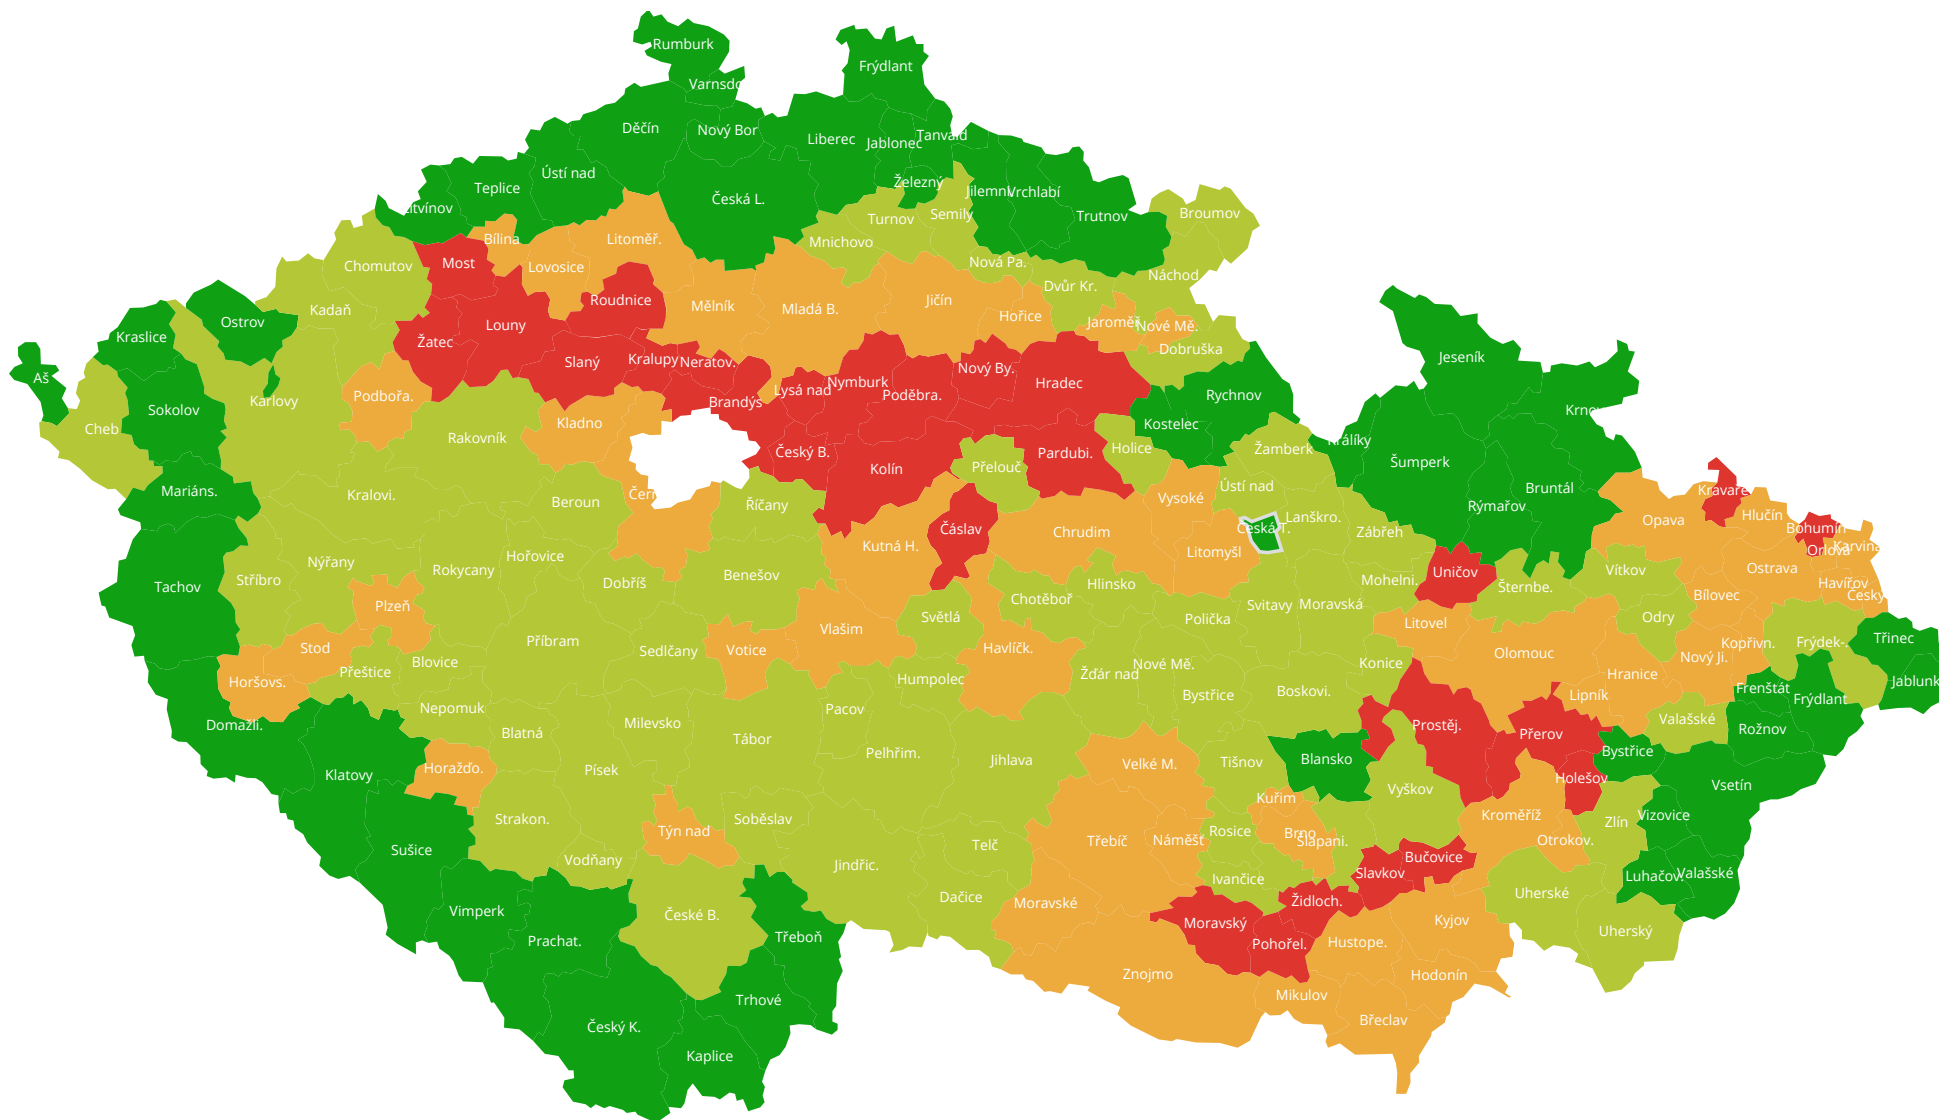 Rumburk
Frýdlant
Varnsdo
Děčín
Nový Bor
Liberec
Jablonec
Tanvald
Ústí nad
Teplice
Železný
Česká L.
Jilemni
Vrchlabí
Trutnov
Broumov
Turnov
Semily
Mnichovo
Bílina
Litoměř.
Chomutov
Most
Lovosice
Nová Pa.
Náchod
Dvůr Kr.
Kadaň
Roudnice
Mělník
Mladá B.
Jičín
Hořice
Ostrov
Kraslice
Louny
Jaroměř
Nové Mě.
Žatec
Dobruška
Slaný
Kralupy
Neratov.
Jeseník
Aš
Nový By.
Nymburk
Hradec
Lysá nad
Poděbra.
Podbořa.
Rychnov
Karlovy
Brandýs
Sokolov
Kladno
Kostelec
Cheb
Rakovník
Králíky
Český B.
Holice
Žamberk
Pardubi.
Přelouč
Kolín
Šumperk
Mariáns.
Kralovi.
Ústí nad
Bruntál
Kravaře
Vysoké
Beroun
Říčany
Rýmařov
Lanškro.
Hlučín
Opava
Čáslav
Chrudim
Česká T.
Zábřeh
Bohumín
Kutná H.
Litomyšl
Orlová
Karviná
Hořovice
Nýřany
Rokycany
Ostrava
Vítkov
Uničov
Benešov
Dobříš
Stříbro
Mohelni.
Havířov
Hlinsko
Tachov
Šternbe.
Bílovec
Český
Chotěboř
Plzeň
Svitavy
Moravská
Světlá
Polička
Odry
Litovel
Vlašim
Třinec
Příbram
Frýdek-.
Kopřivn.
Stod
Havlíčk.
Votice
Sedlčany
Olomouc
Nový Ji.
Blovice
Konice
Nové Mě.
Přeštice
Žďár nad
Hranice
Humpolec
Horšovs.
Jablunk
Frenštát
Boskovi.
Bystřice
Lipník
Frýdlant
Nepomuk
Pacov
Valašské
Milevsko
Domažli.
Prostěj.
Rožnov
Blatná
Přerov
Tábor
Bystřice
Pelhřim.
Blansko
Jihlava
Tišnov
Velké M.
Horažďo.
Písek
Klatovy
Holešov
Vsetín
Vyškov
Kuřim
Kroměříž
Vizovice
Strakon.
Soběslav
Zlín
Týn nad
Rosice
Brno
Třebíč
Náměšť
Šlapani.
Otrokov.
Telč
Sušice
Bučovice
Vodňany
Jindřic.
Slavkov
Valašské
Luhačov.
Ivančice
Uherské
Dačice
Židloch.
Moravské
Vimperk
České B.
Kyjov
Moravský
Uherský
Třeboň
Prachat.
Hustope.
Pohořel.
Znojmo
Hodonín
Mikulov
Trhové
Břeclav
Český K.
Kaplice